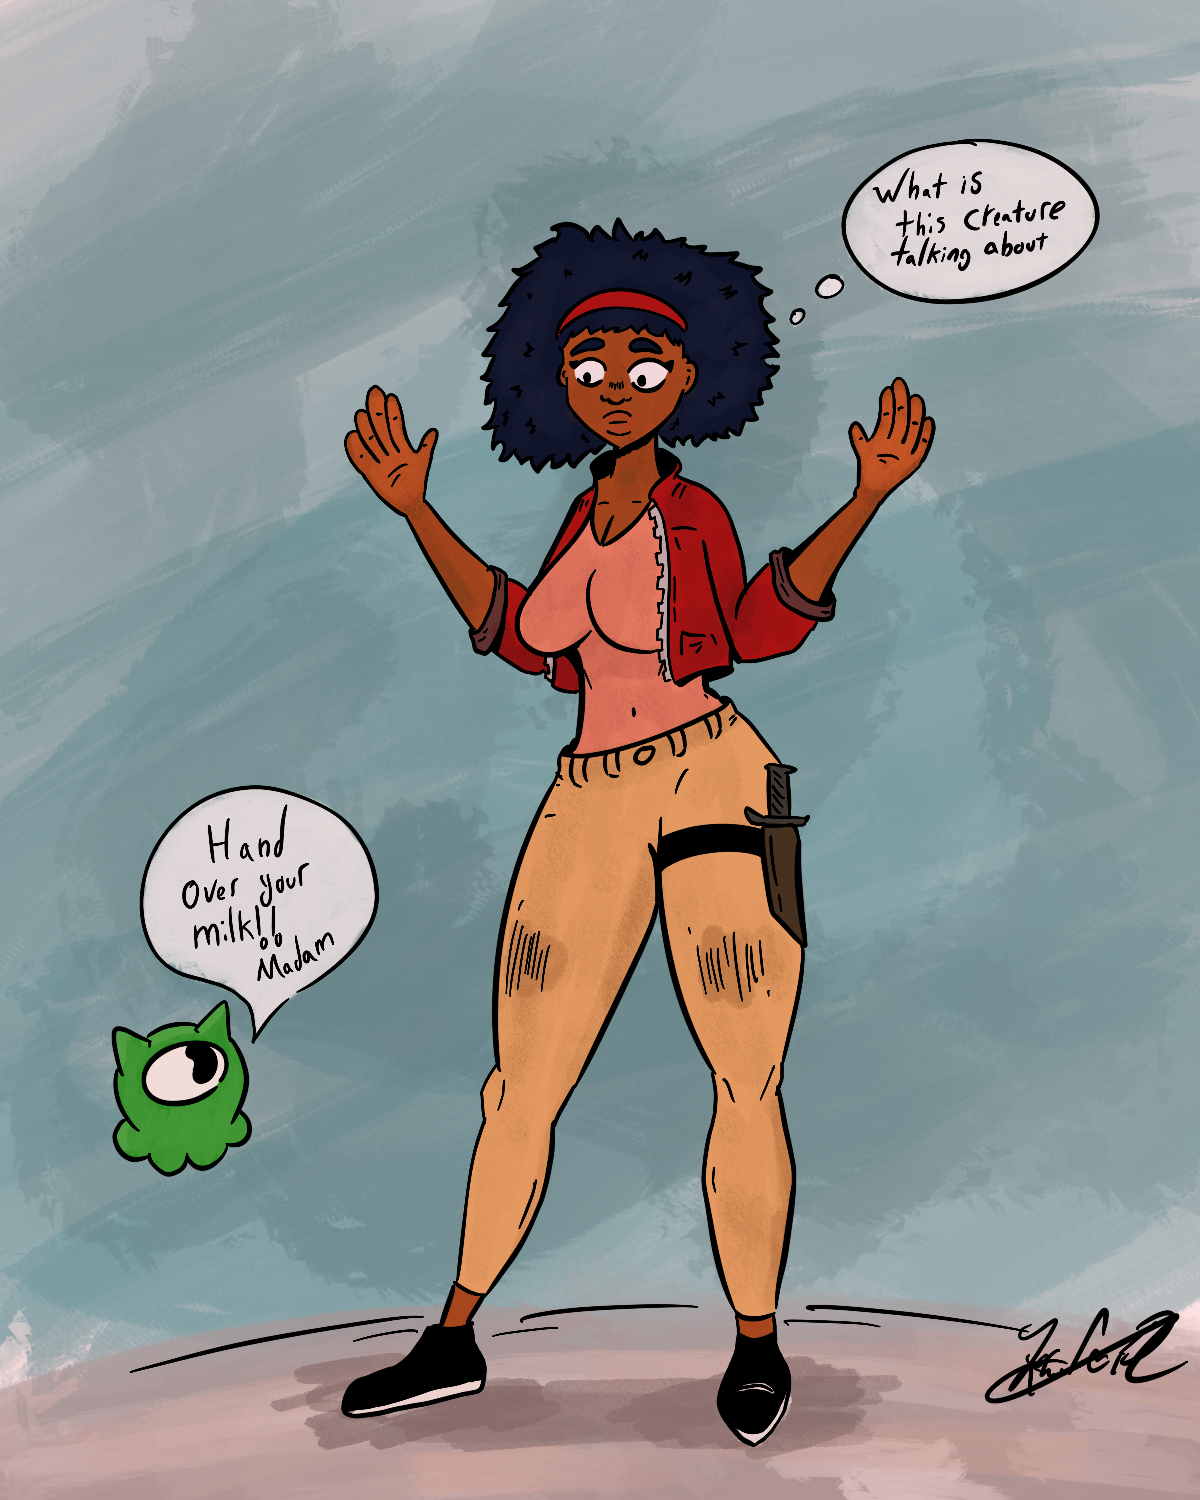 What is
this creature
talking about
Hand
Over your
milk!!
Madam